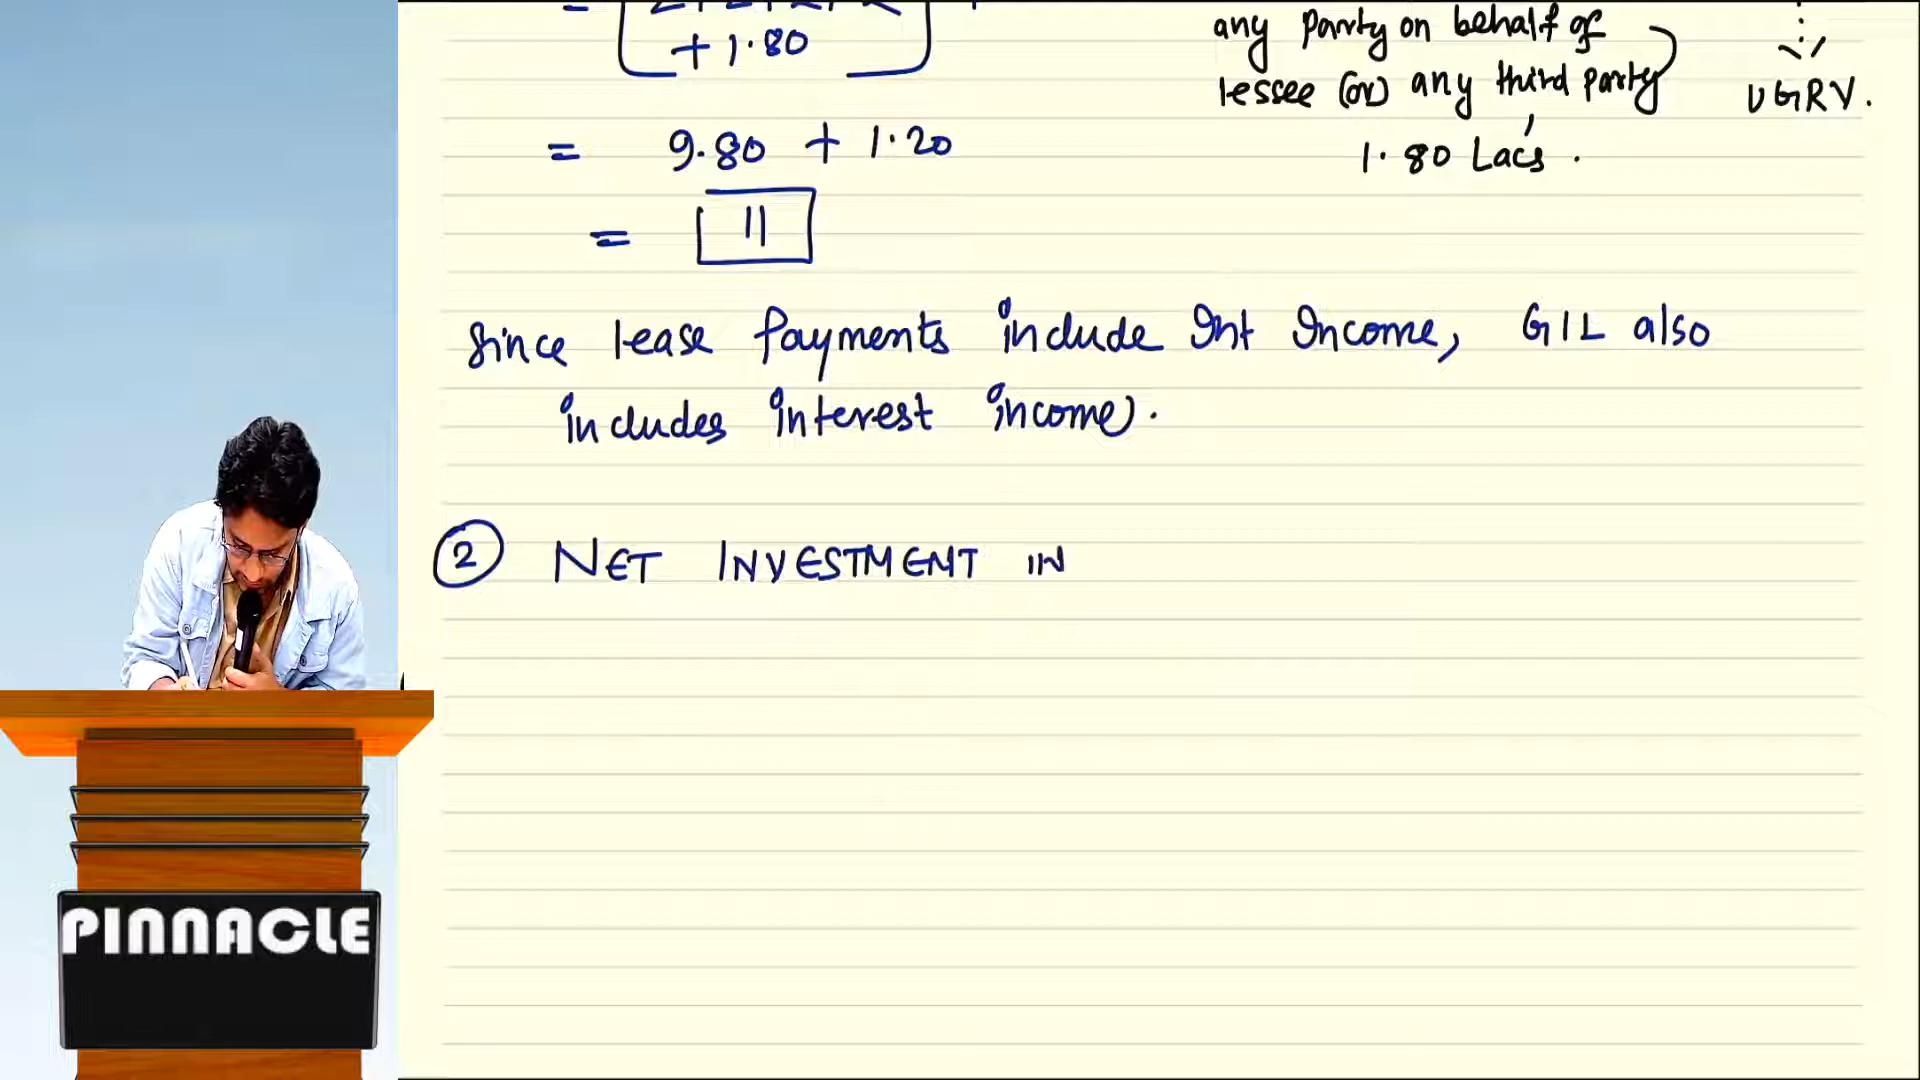 + 1.80
= 9.80 + 1.20
= 11
any party on behalf of
lessee (or) any third party
1.80 Lacs.
UGRV.
Since lease Payments include Int Income, GIL also
includes interest income.
2 NET INVESTMENT IN
PINNACLE